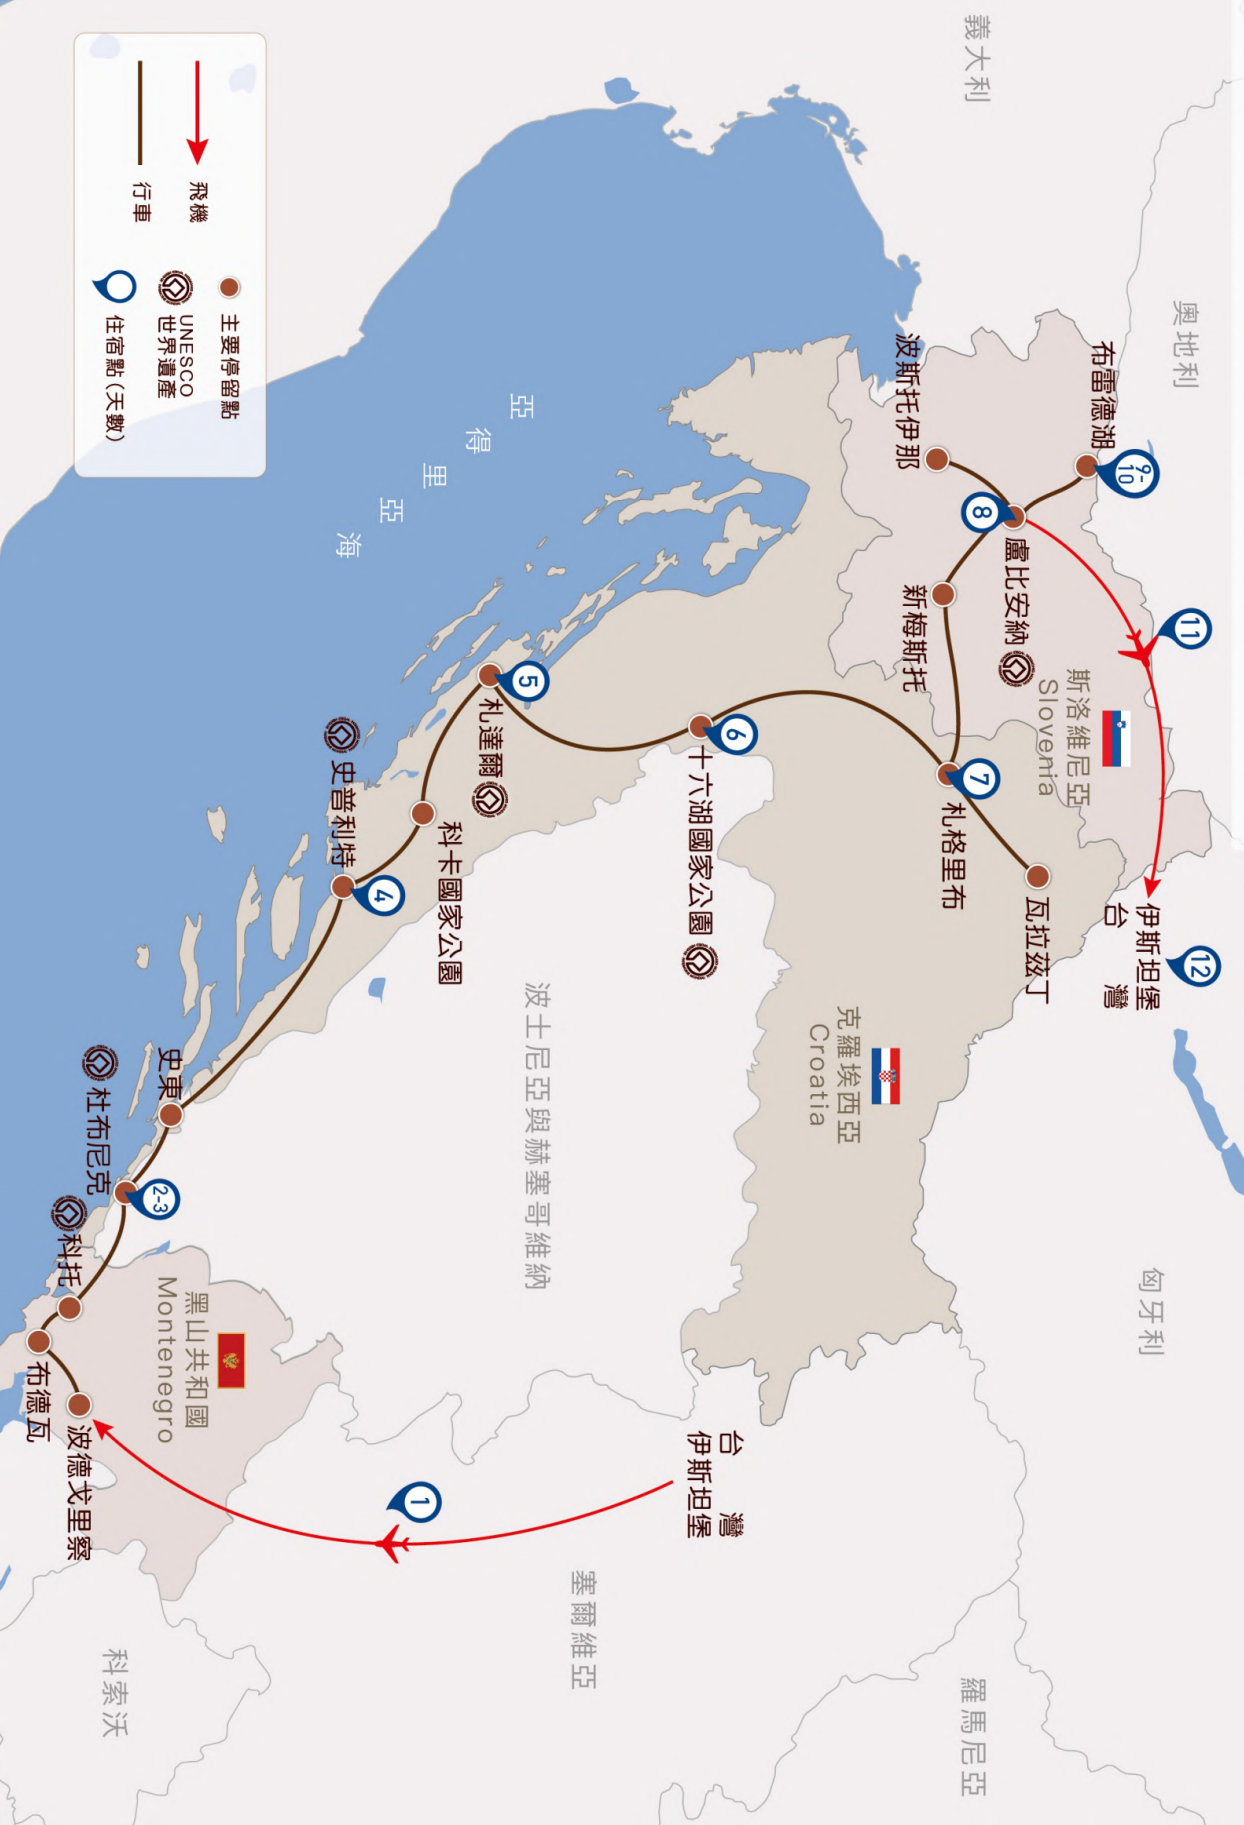 義大利
奧地利
匈牙利
羅馬尼亞
塞爾維亞
科索沃
波士尼亞與赫塞哥維納
亞得里亞海
斯洛維尼亞
Slovenia
克羅埃西亞
Croatia
黑山共和國
Montenegro
布雷德湖
9-
10
波斯托伊那
8
盧比安納
新梅斯托
11
12
伊斯坦堡
台灣
7
札格里布
瓦拉茲丁
6
十六湖國家公園
5
札達爾
科卡國家公園
史普利特
4
史東
杜布尼克
2-3
科托
布德瓦
波德戈里察
1
台灣
伊斯坦堡
飛機
行車
主要停留點
UNESCO
世界遺產
住宿點(天數)